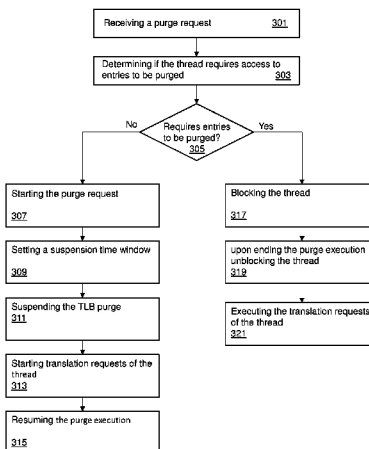 Receiving a purge request 301
Determining if the thread requires access to
entries to be purged 303
No
Requires entries
to be purged?
305
Yes
Starting the purge request
307
Setting a suspension time window
309
Suspending the TLB purge
311
Starting translation requests of the
thread
313
Resuming the purge execution
315
Blocking the thread
317
upon ending the purge execution
unblocking the thread
319
Executing the translation requests
of the thread
321